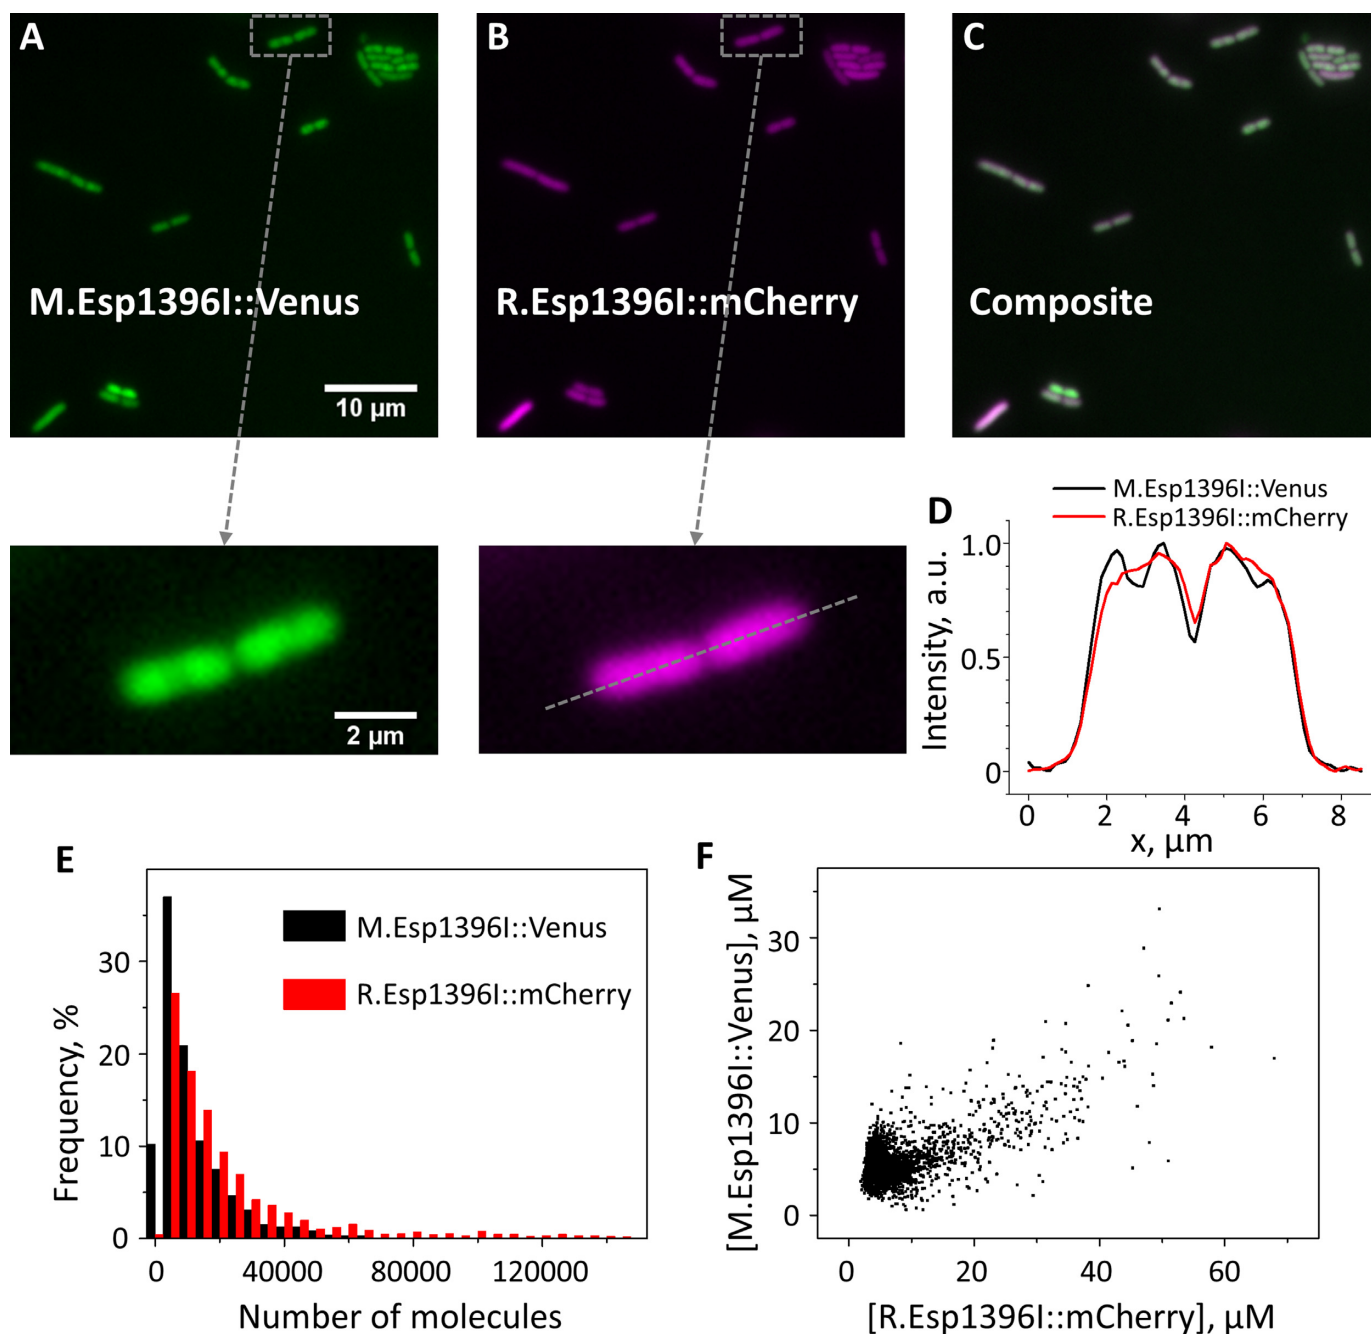 A
B
C
M.Esp1396I::Venus
R.Esp1396I::mCherry
Composite
10 µm
2 µm
D
M.Esp1396I::Venus
R.Esp1396I::mCherry
Intensity, a.u.
1.0
0.5
0
0 2 4 6 8
x, µm
E
M.Esp1396I::Venus
R.Esp1396I::mCherry
Frequency, %
30
20
10
0
0 40000 80000 120000
Number of molecules
F
[M.Esp1396I::Venus], µM
30
20
10
0
0 20 40 60
[R.Esp1396I::mCherry], µM